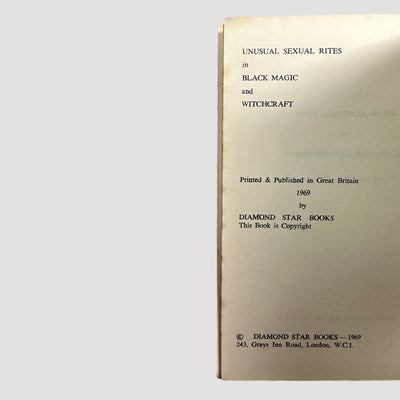 UNUSUAL SEXUAL RITES
in
BLACK MAGIC
and
WITCHCRAFT
Printed & Published in Great Britain
1969
by
DIAMOND STAR BOOKS
This Book is Copyright
© DIAMOND STAR BOOKS — 1969
243, Grays Inn Road, London, W.C.1.